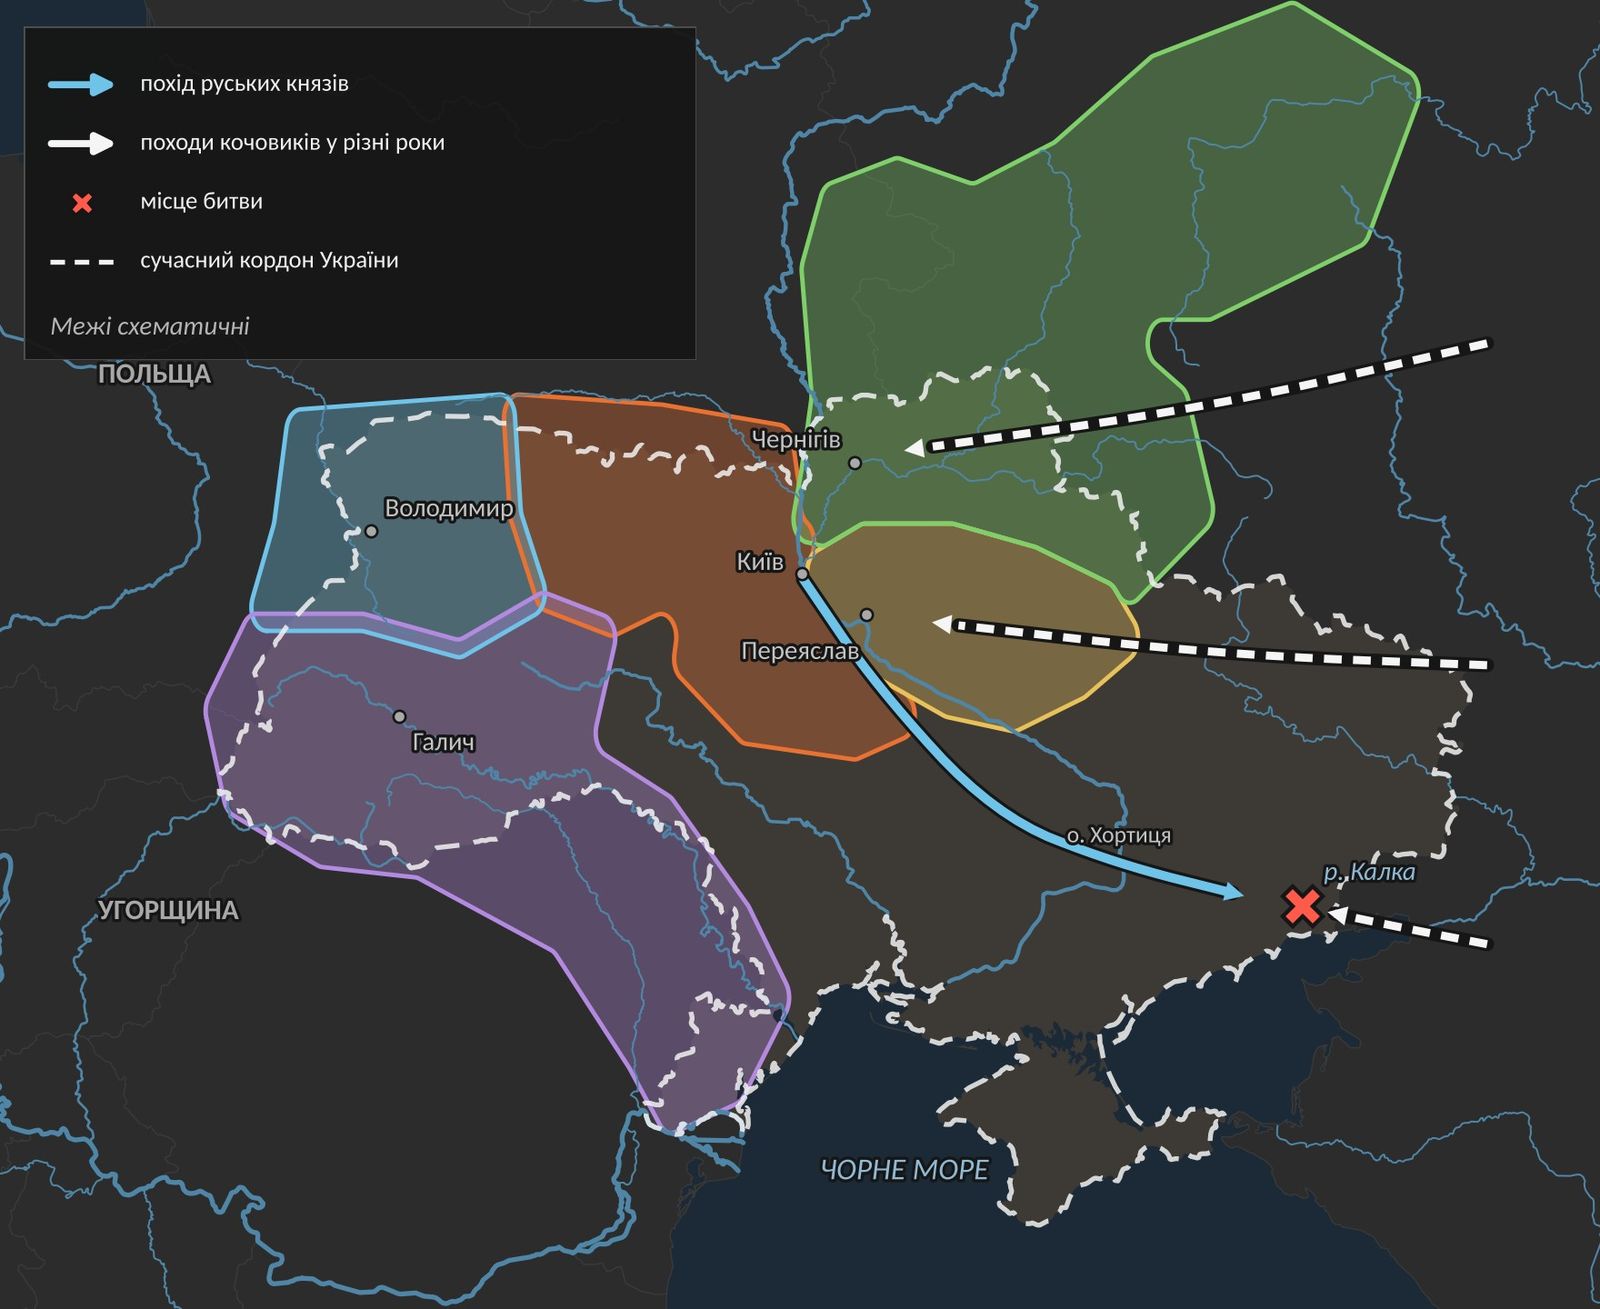 похід руських князів
походи кочовиків у різні роки
місце битви
сучасний кордон України
Межі схематичні
ПОЛЬЩА
Чернігів
Володимир
Київ
Переяслав
Галич
о. Хортиця
р. Калка
УГОРЩИНА
ЧОРНЕ МОРЕ